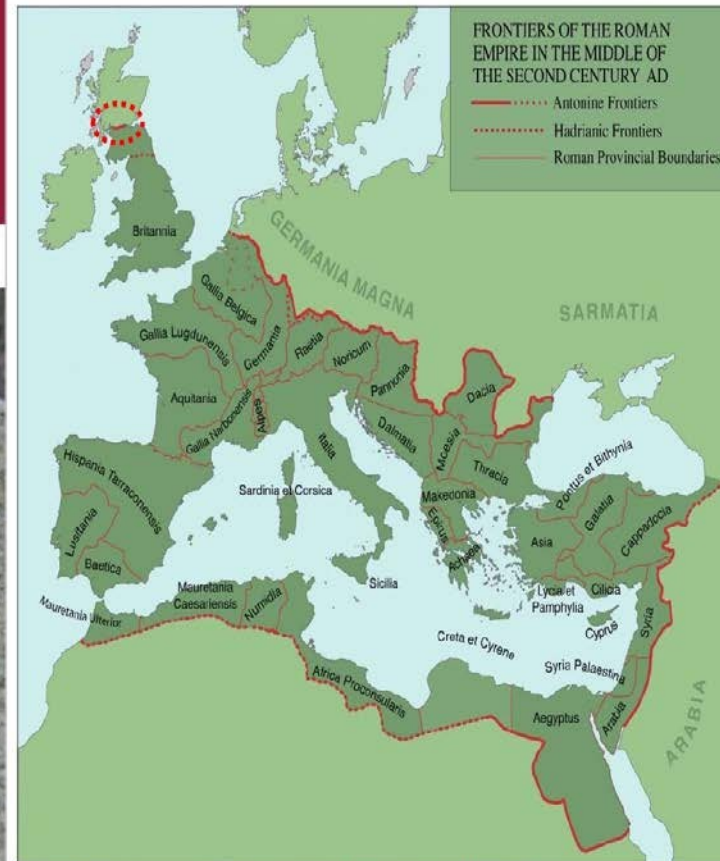 FRONTIERS OF THE ROMAN
EMPIRE IN THE MIDDLE OF
THE SECOND CENTURY AD
Antonine Frontiers
Hadrianic Frontiers
Roman Provincial Boundaries
Britannia
GERMANIA MAGNA
SARMATIA
Gallia Belgica
Gallia Lugdunensis
Germania
Raetia
Noricum
Pannonia
Dacia
Aquitania
Gallia Narbonensis
Alpes
Italia
Dalmatia
Moesia
Thracia
Pontus et Bithynia
Hispania Tarraconensis
Sardinia et Corsica
Makedonia
Epirus
Achaea
Asia
Galatia
Cappadocia
Lusitania
Baetica
Sicilia
Lycia et
Pamphylia
Cilicia
Cyprus
Syria
Mauretania Ulterior
Mauretania
Caesariensis
Numidia
Creta et Cyrene
Syria Palaestina
Africa Proconsularis
Aegyptus
Arabia
ARABIA